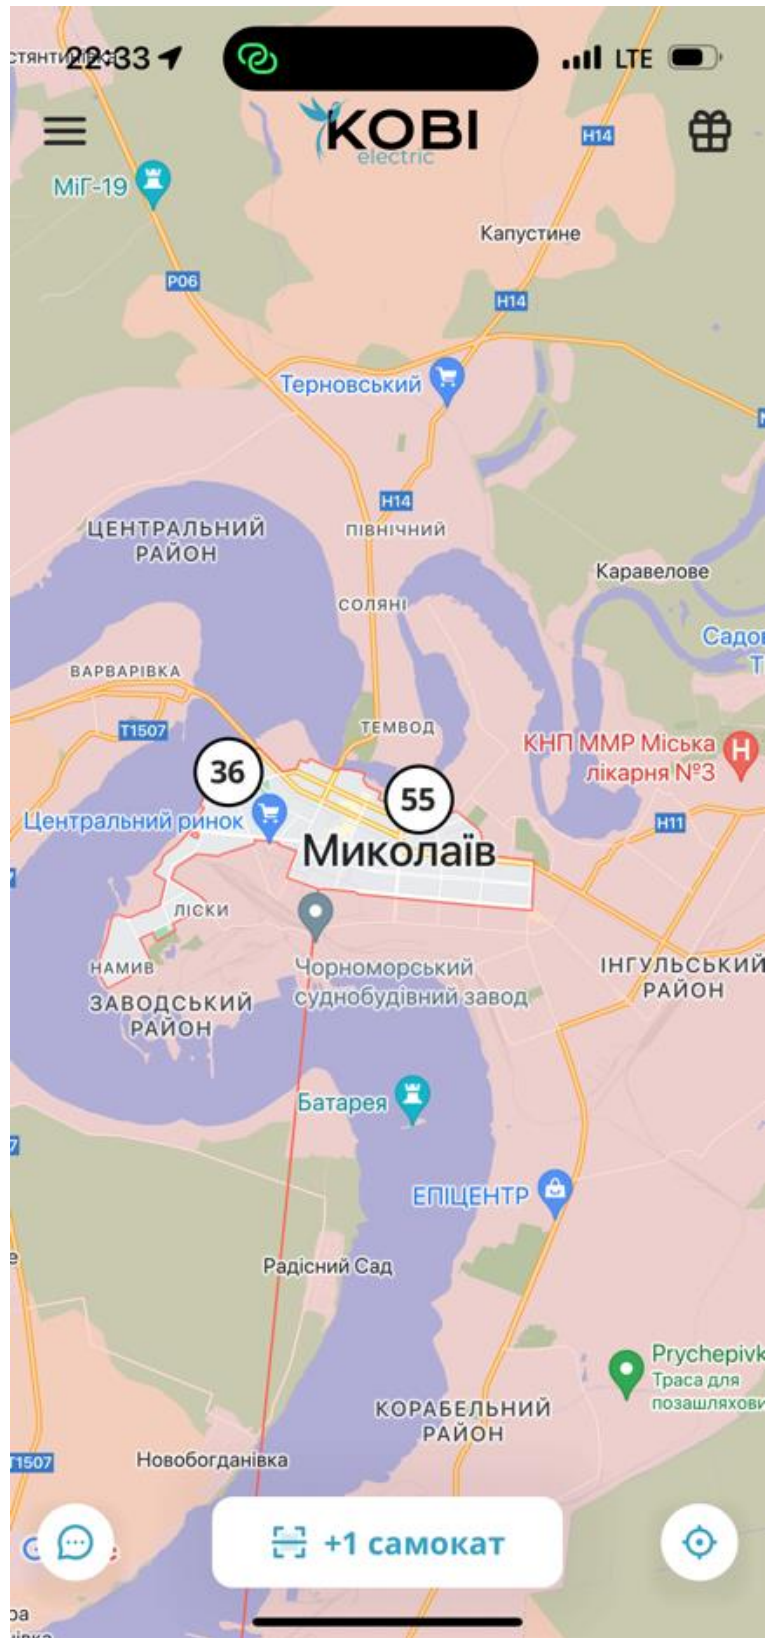 22:33
LTE
KOBI
electric
H14
МіГ-19
Капустине
P06
H14
Терновський
H14
ЦЕНТРАЛЬНИЙ
РАЙОН
ПІВНІЧНИЙ
Каравелове
СОЛЯНІ
ВАРВАРІВКА
T1507
ТЕМВОД
КНП ММР Міська
лікарня №3
36
55
Центральний ринок
H11
Миколаїв
ЛІСКИ
НАМИВ
Чорноморський
суднобудівний завод
ІНГУЛЬСЬКИЙ
РАЙОН
ЗАВОДСЬКИЙ
РАЙОН
Батарея
ЕПІЦЕНТР
Радісний Сад
Prychepivk
Траса для
позашляхови
КОРАБЕЛЬНИЙ
РАЙОН
Новобогданівка
+1 самокат